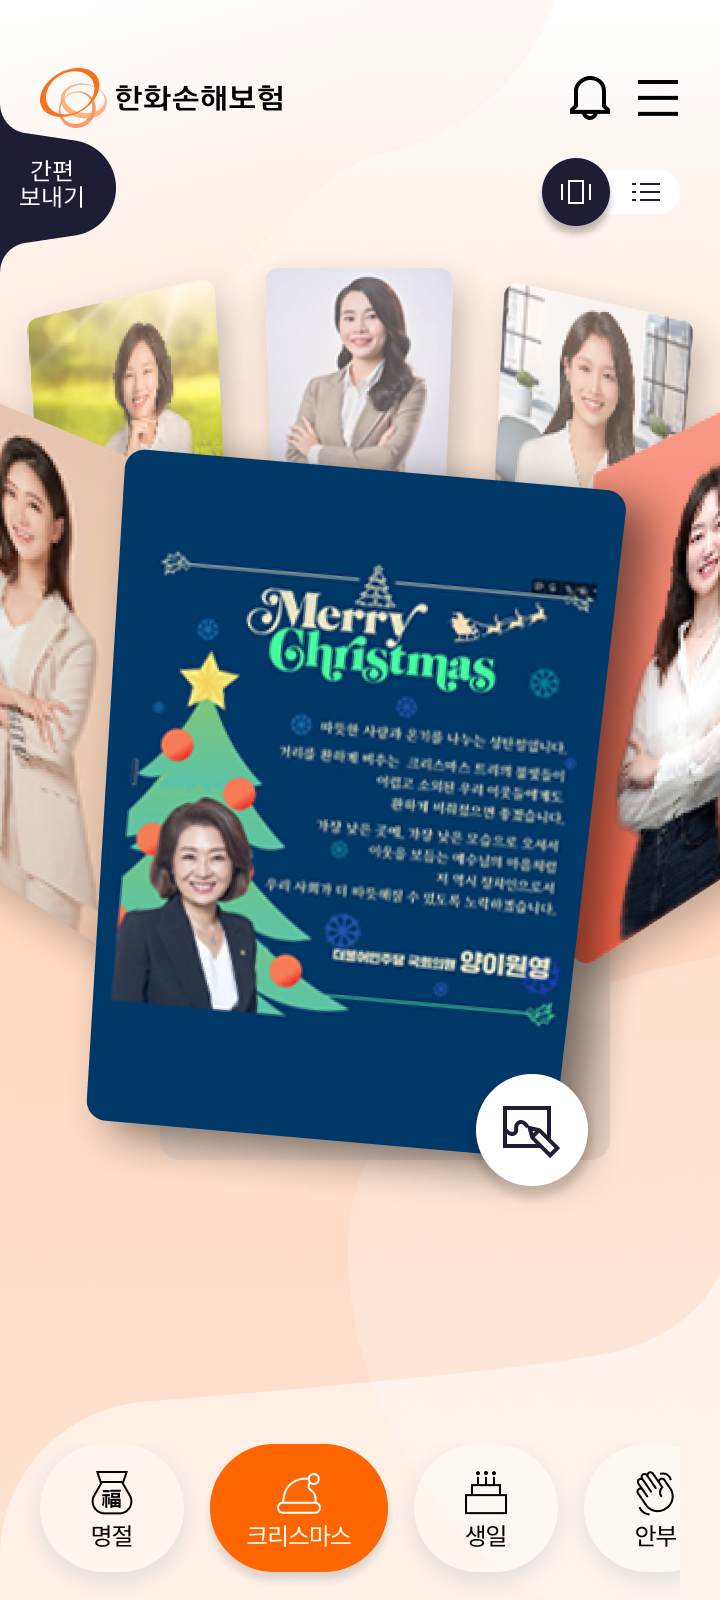 한화손해보험
간편
보내기
Merry
Christmas
따뜻한 사랑과 온기를 나누는 성탄절입니다.
거리를 환하게 비추는 크리스마스 트리의 불빛들이
어렵고 소외된 우리 이웃들에게도
환하게 비춰졌으면 좋겠습니다.
가장 낮은 곳에, 가장 낮은 모습으로 오셔서
이웃을 보듬는 예수님의 마음처럼
저 역시 정치인으로서
우리 사회가 더 따뜻해질 수 있도록 노력하겠습니다.
더불어민주당 국회의원 양이원영
福
명절
크리스마스
생일
안부